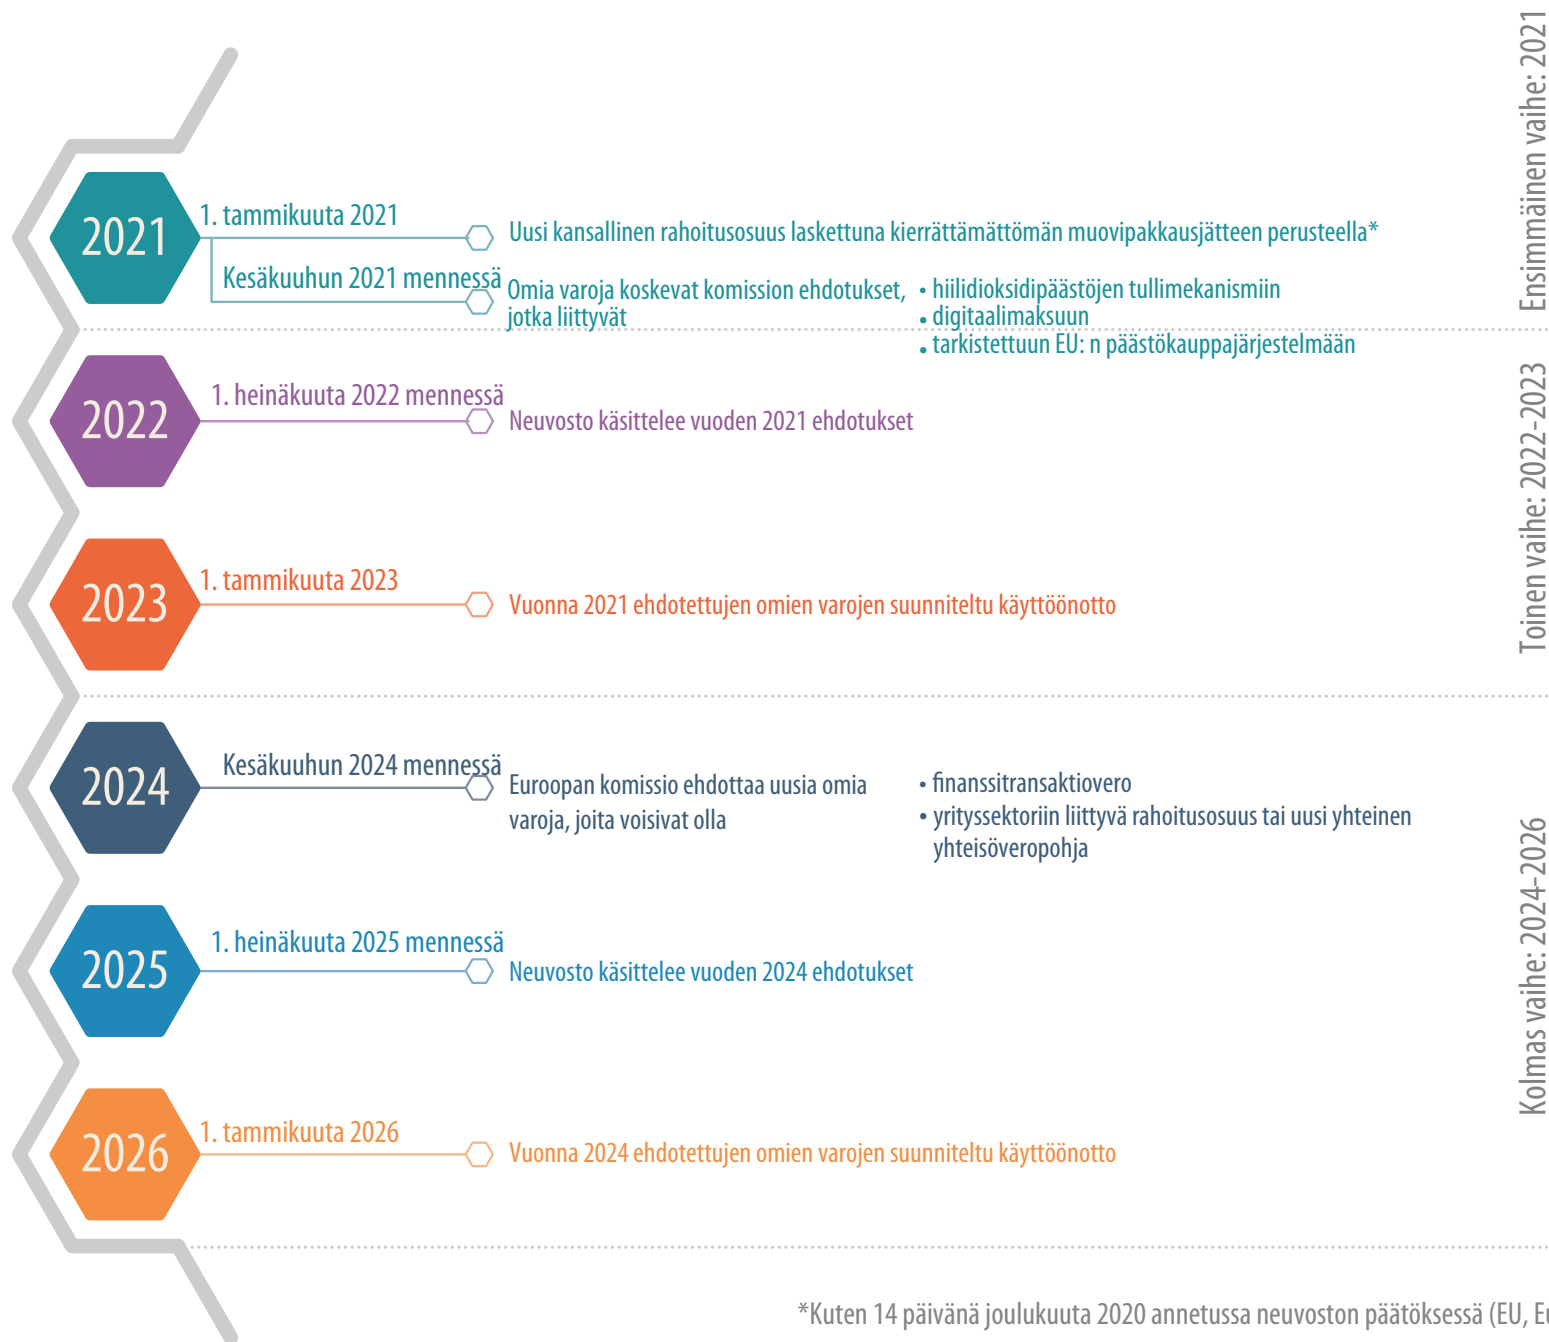 Ensimmäinen vaihe: 2021
2021
1. tammikuuta 2021
Uusi kansallinen rahoitusosuus laskettuna kierrättämättömän muovipakkausjätteen perusteella*
Kesäkuuhun 2021 mennessä
Omia varoja koskevat komission ehdotukset,
jotka liittyvät
• hiilidioksidipäästöjen tullimekanismiin
• digitaalimaksuun
• tarkistettuun EU: n päästökauppajärjestelmään
Toinen vaihe: 2022-2023
2022
1. heinäkuuta 2022 mennessä
Neuvosto käsittelee vuoden 2021 ehdotukset
2023
1. tammikuuta 2023
Vuonna 2021 ehdotettujen omien varojen suunniteltu käyttöönotto
Kolmas vaihe: 2024-2026
2024
Kesäkuuhun 2024 mennessä
Euroopan komissio ehdottaa uusia omia
varoja, joita voisivat olla
• finanssitransaktiovero
• yrityssektoriin liittyvä rahoitusosuus tai uusi yhteinen
yhteisöveropohja
2025
1. heinäkuuta 2025 mennessä
Neuvosto käsittelee vuoden 2024 ehdotukset
2026
1. tammikuuta 2026
Vuonna 2024 ehdotettujen omien varojen suunniteltu käyttöönotto
*Kuten 14 päivänä joulukuuta 2020 annetussa neuvoston päätöksessä (EU,